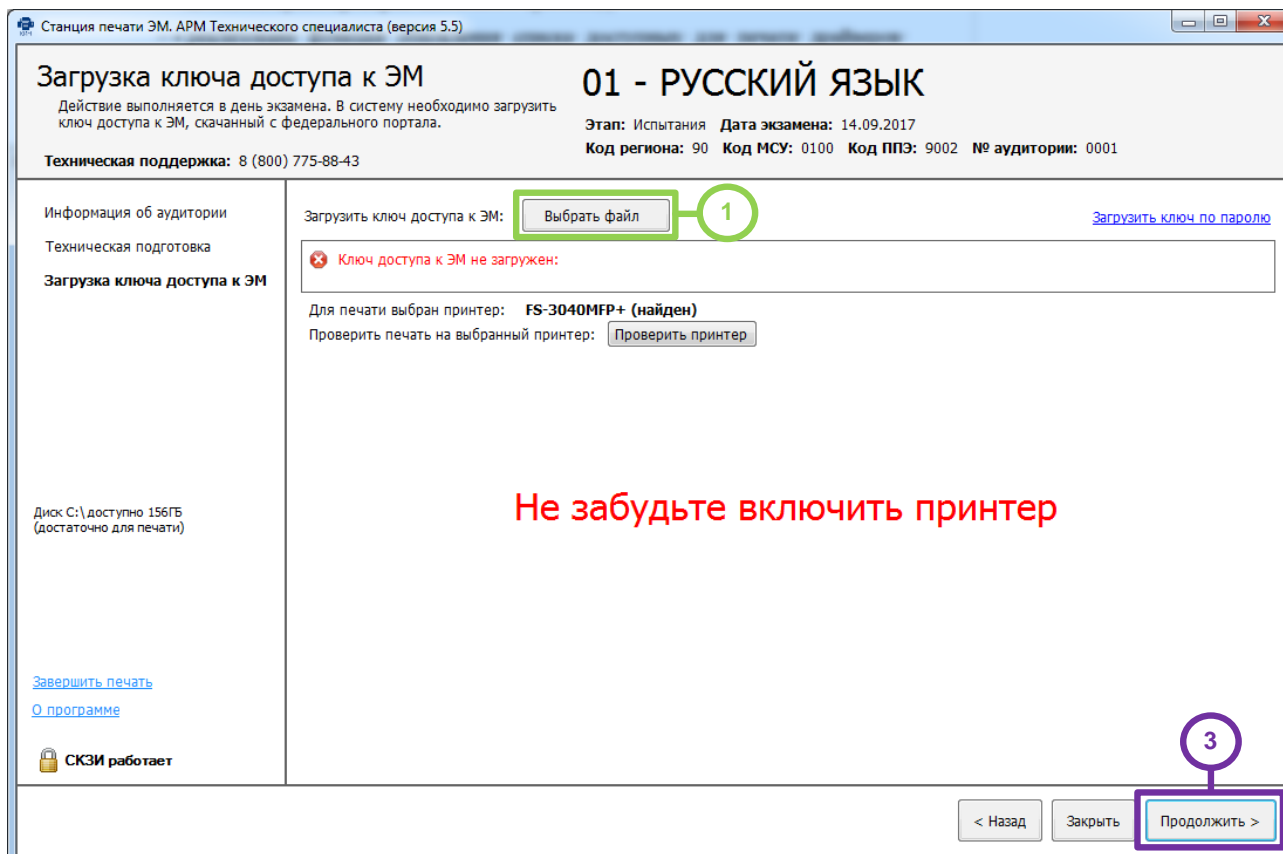 Станция печати ЭМ. АРМ Технического специалиста (версия 5.5)
Загрузка ключа доступа к ЭМ
Действие выполняется в день экзамена. В систему необходимо загрузить
ключ доступа к ЭМ, скачанный с федерального портала.
Техническая поддержка: 8 (800) 775-88-43
01 - РУССКИЙ ЯЗЫК
Этап: Испытания Дата экзамена: 14.09.2017
Код региона: 90 Код МСУ: 0100 Код ППЭ: 9002 № аудитории: 0001
Информация об аудитории
Техническая подготовка
Загрузка ключа доступа к ЭМ
Диск C:\ доступно 156ГБ
(достаточно для печати)
Завершить печать
О программе
СКЗИ работает
Загрузить ключ доступа к ЭМ: Выбрать файл 1 Загрузить ключ по паролю
Ключ доступа к ЭМ не загружен:
Для печати выбран принтер: FS-3040MFP+ (найден)
Проверить печать на выбранный принтер: Проверить принтер
Не забудьте включить принтер
3
< Назад Закрыть Продолжить >